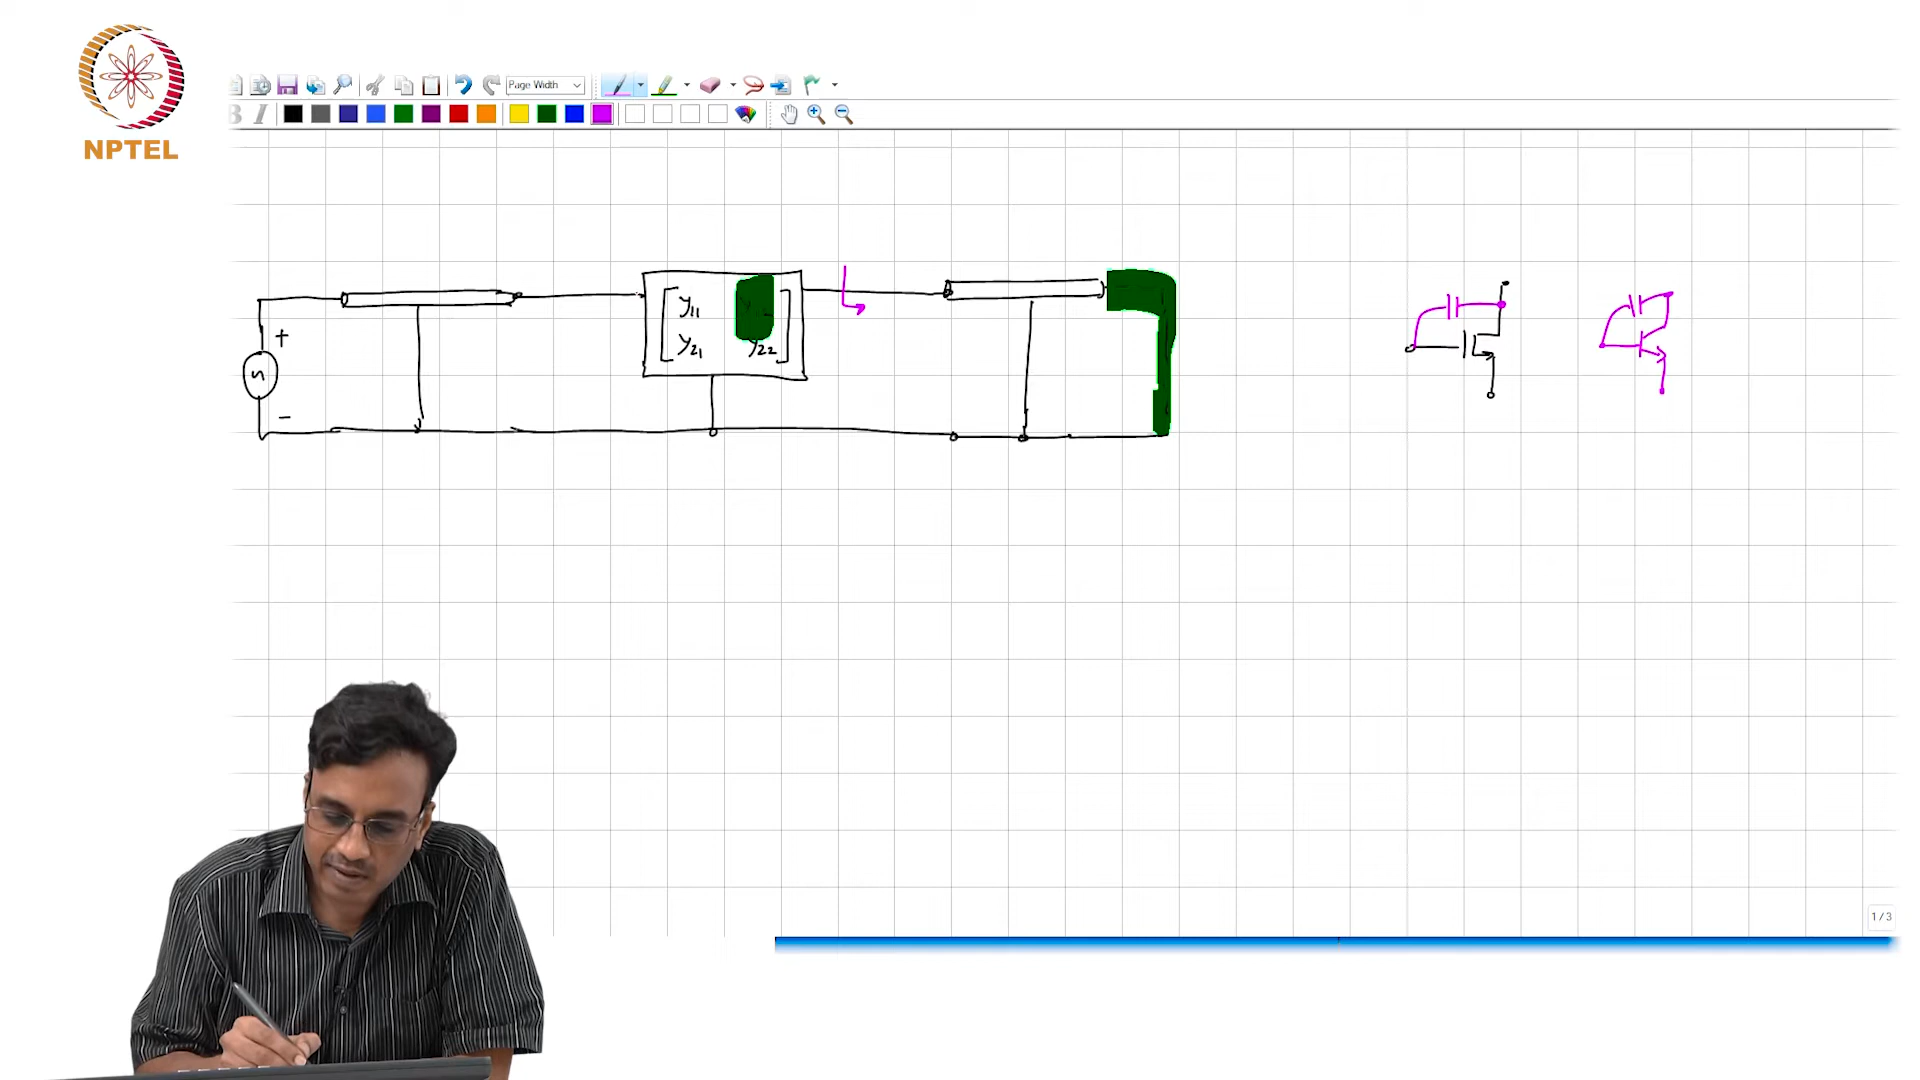 NPTEL
Page Width
B I
+
y11
y21 y22
-
1/3